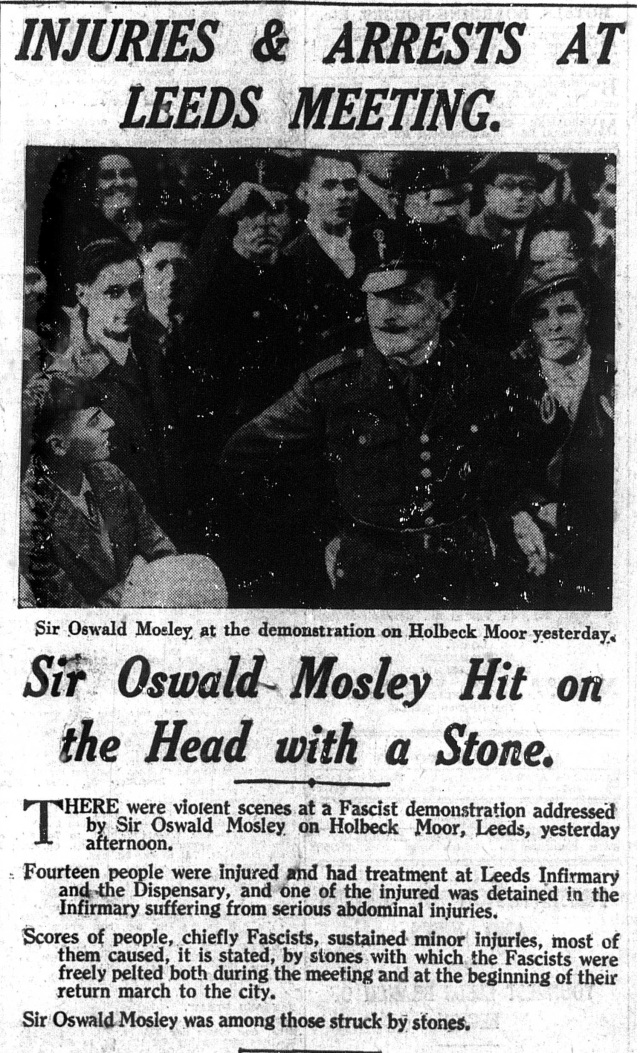 INJURIES & ARRESTS AT
LEEDS MEETING.
Sir Oswald Mosley at the demonstration on Holbeck Moor yesterday.
Sir Oswald Mosley Hit on
the Head with a Stone.
THERE were violent scenes at a Fascist demonstration addressed
by Sir Oswald Mosley on Holbeck Moor, Leeds, yesterday
afternoon.
Fourteen people were injured and had treatment at Leeds Infirmary
and the Dispensary, and one of the injured was detained in the
Infirmary suffering from serious abdominal injuries.
Scores of people, chiefly Fascists, sustained minor injuries, most of
them caused, it is stated, by stones with which the Fascists were
freely pelted both during the meeting and at the beginning of their
return march to the city.
Sir Oswald Mosley was among those struck by stones.